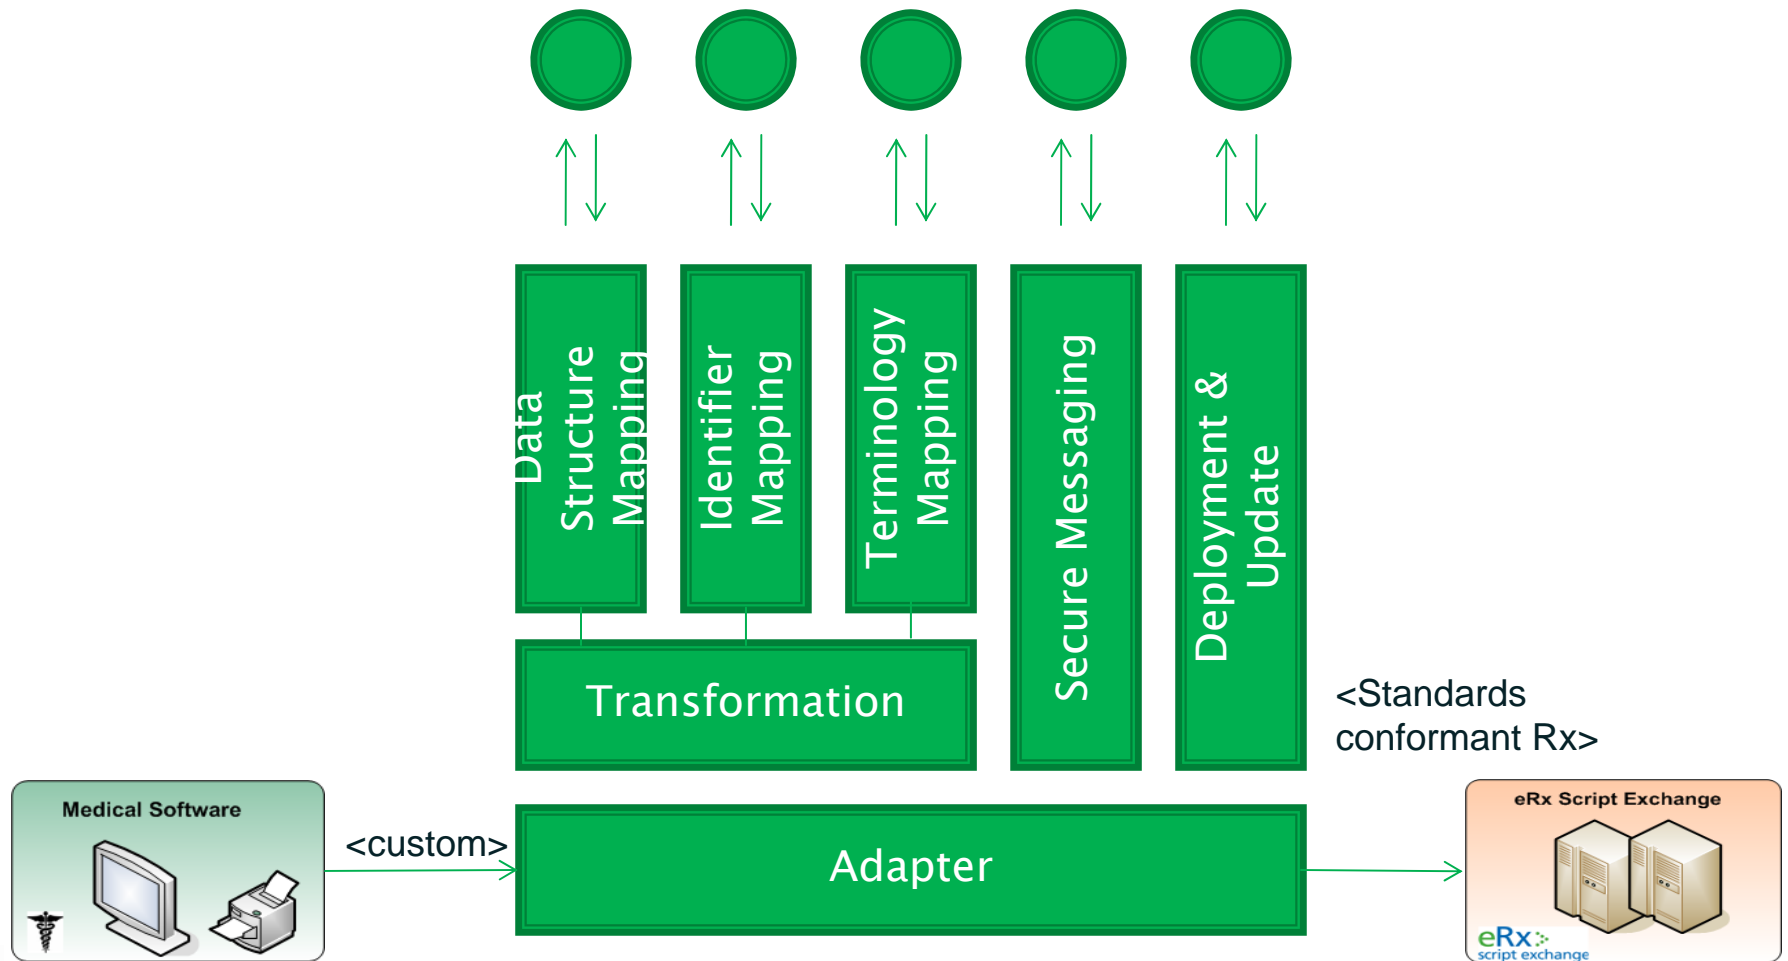 Data
Structure
Mapping
Identifier
Mapping
Terminology
Mapping
Secure Messaging
Deployment &
Update
Transformation
<Standards
conformant Rx>
Medical Software
<custom>
Adapter
eRx Script Exchange
eRx
script exchange